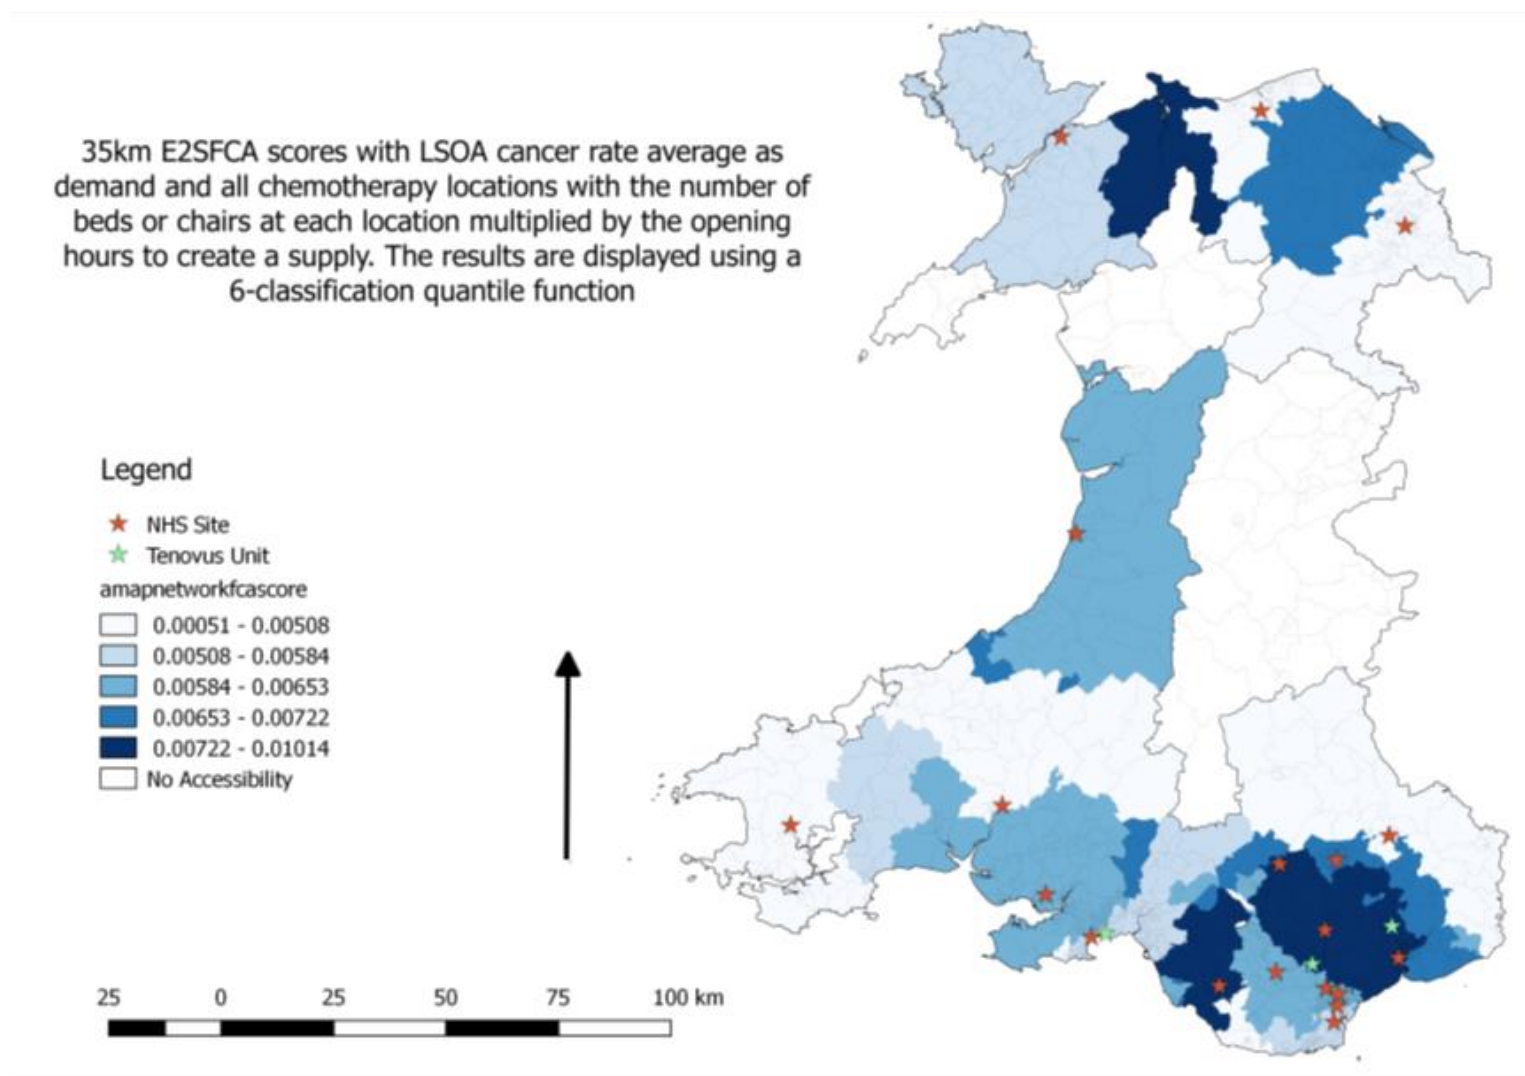 35km E2SFCA scores with LSOA cancer rate average as
demand and all chemotherapy locations with the number of
beds or chairs at each location multiplied by the opening
hours to create a supply. The results are displayed using a
6-classification quantile function
Legend
NHS Site
Tenovus Unit
amapnetworkfcascore
0.00051 - 0.00508
0.00508 - 0.00584
0.00584 - 0.00653
0.00653 - 0.00722
0.00722 - 0.01014
No Accessibility
25 0 25 50 75 100 km